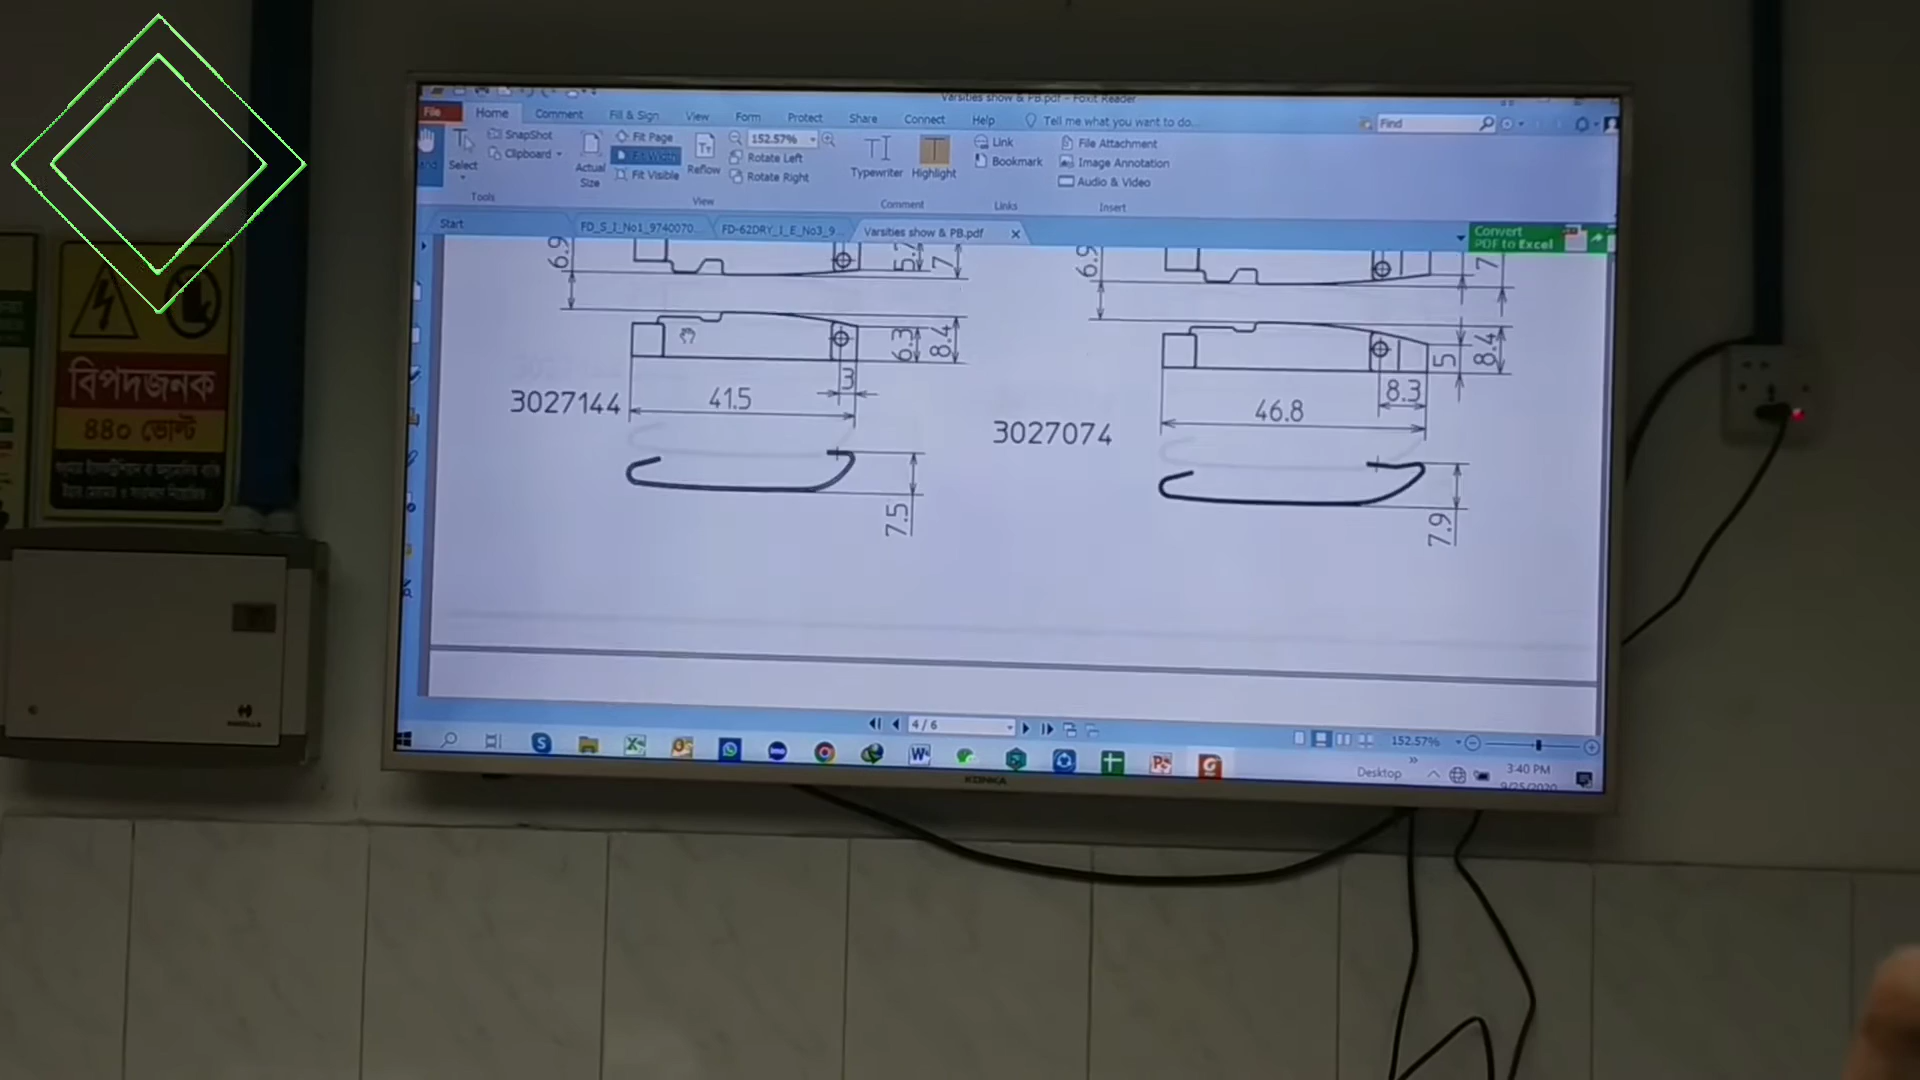 Varsities show & PB.pdf - Foxit Reader
File Home Comment Fill & Sign View Form Protect Share Connect Help Tell me what you want to do... Find
Select
SnapShot
Clipboard
Tools
Actual Size
Fit Page
Fit Width
Fit Visible
Reflow
152.57%
Rotate Left
Rotate Right
View
Typewriter
Highlight
Comment
Link
Bookmark
Links
File Attachment
Image Annotation
Audio & Video
Insert
Start FD_S_I_No1_9740070... FD-62DRY_I_E_No3_9... Varsities show & PB.pdf
Convert
PDF to Excel
6.9 7
7
6.3 8.4
3
41.5
3027144
7.5
5 8.4
8.3
46.8
3027074
7.9
4 / 6
152.57%
Desktop
3:40 PM
9/25/2020
KONKA
বিপদজনক
৪৪০ ভোল্ট